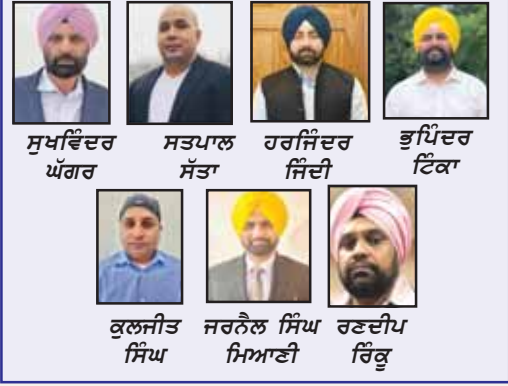 ਸੁਖਵਿੰਦਰ ਸਤਪਾਲ ਹਰਜਿੰਦਰ ਭੁਪਿੰਦਰ
ਘੱਗਰ ਸੱਤਾ ਜਿੰਦੀ ਟਿੰਕਾ
ਕੁਲਜੀਤ ਜਰਨੈਲ ਸਿੰਘ ਰਣਦੀਪ
ਸਿੰਘ ਮਿਆਣੀ ਰਿੰਕੂ